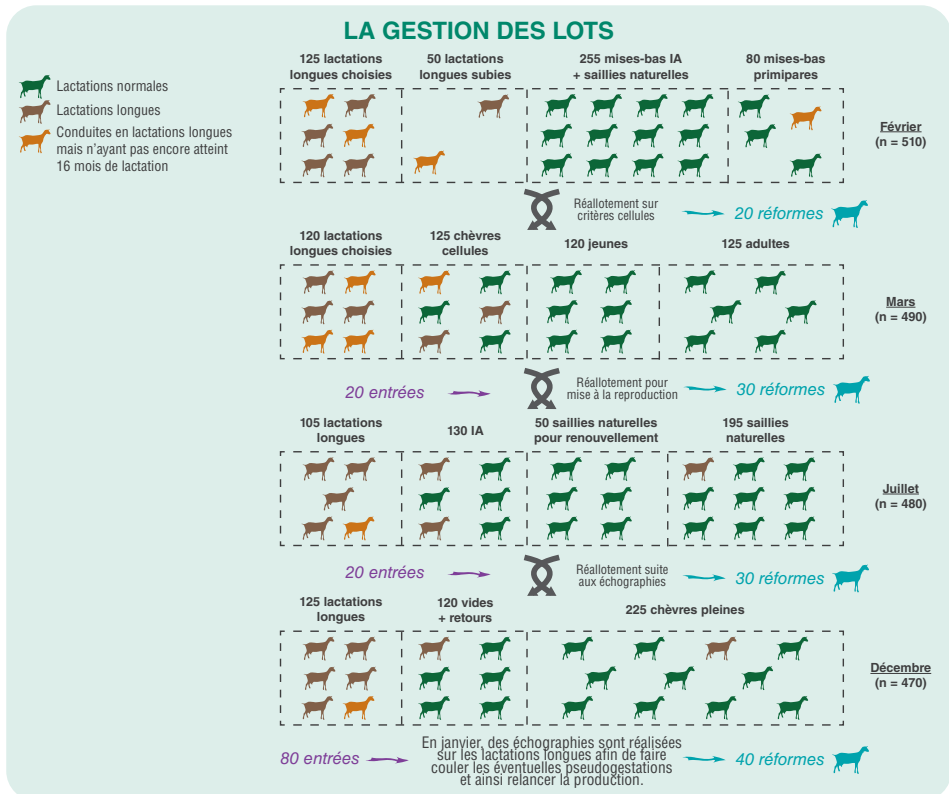 LA GESTION DES LOTS
Lactations normales
Lactations longues
Conduites en lactations longues
mais n'ayant pas encore atteint
16 mois de lactation
125 lactations
longues choisies
50 lactations
longues subies
255 mises-bas IA
+ saillies naturelles
80 mises-bas
primipares
Février
(n = 510)
Réallotement sur
critères cellules
20 réformes
120 lactations
longues choisies
125 chèvres
cellules
120 jeunes
125 adultes
Mars
(n = 490)
20 entrées
Réallotement pour
mise à la reproduction
30 réformes
105 lactations
longues
130 IA
50 saillies naturelles
pour renouvellement
195 saillies
naturelles
Juillet
(n = 480)
20 entrées
Réallotement suite
aux échographies
30 réformes
125 lactations
longues
120 vides
+ retours
225 chèvres pleines
Décembre
(n = 470)
80 entrées
En janvier, des échographies sont réalisées
sur les lactations longues afin de faire
couler les éventuelles pseudogestations
et ainsi relancer la production.
40 réformes